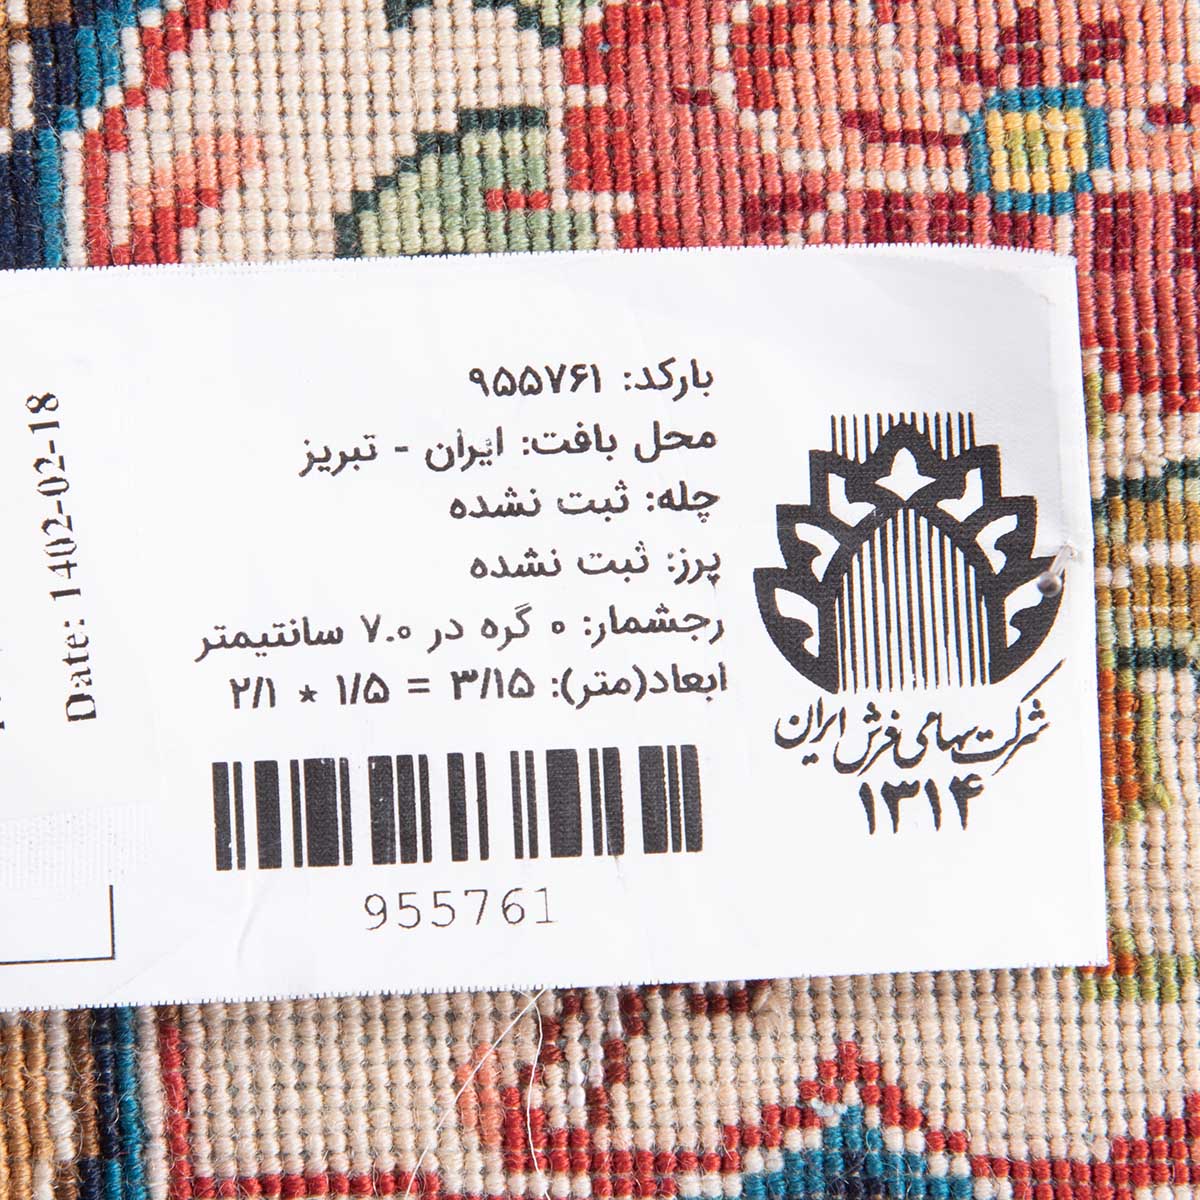 بارکد: ۹۵۵۷۶۱
محل بافت: ایران - تبریز
چله: ثبت نشده
پرز: ثبت نشده
رجشمار: ۰ گره در ۷.۰ سانتیمتر
ابعاد(متر): ۳/۱۵ = ۱/۵ * ۲/۱
955761
شرکت سهامی فرش ایران
۱۳۱۴
Date: 1402-02-18